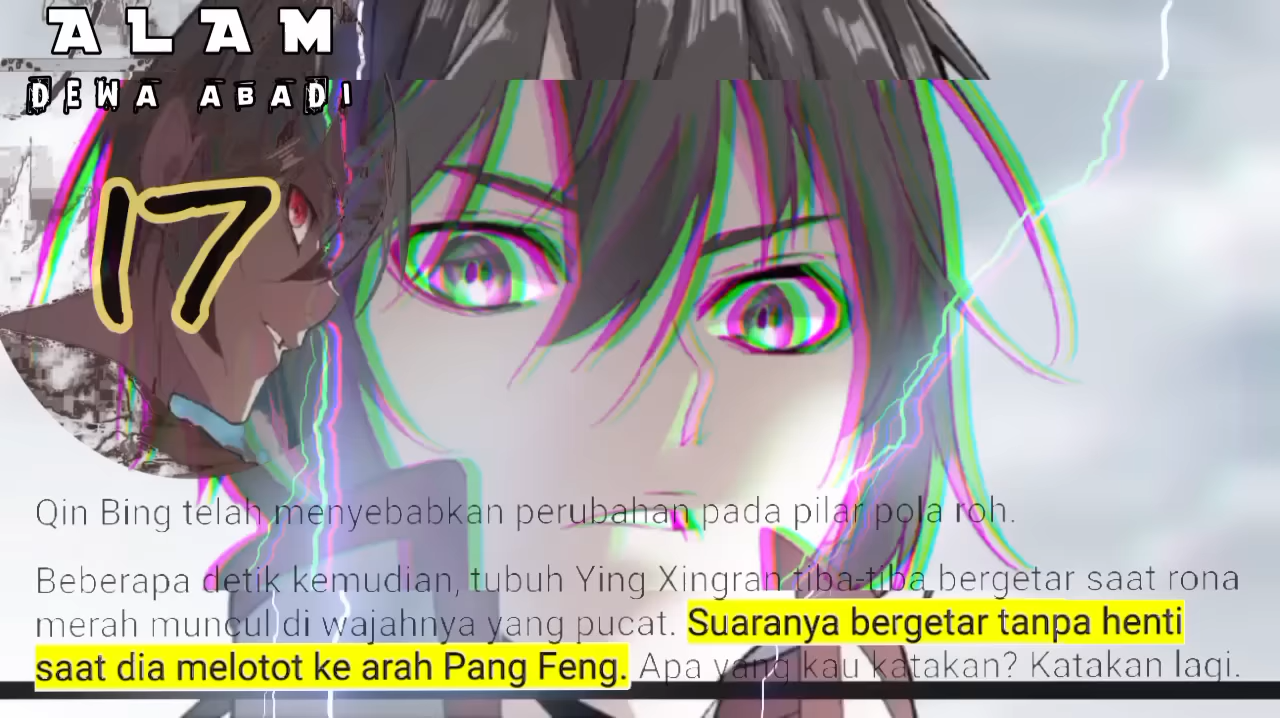 ALAM
DEWA ABADI
17
Qin Bing telah menyebabkan perubahan pada pilar pola roh.
Beberapa detik kemudian, tubuh Ying Xingran tiba-tiba bergetar saat rona
merah muncul di wajahnya yang pucat. Suaranya bergetar tanpa henti
saat dia melotot ke arah Pang Feng. Apa yang kau katakan? Katakan lagi.